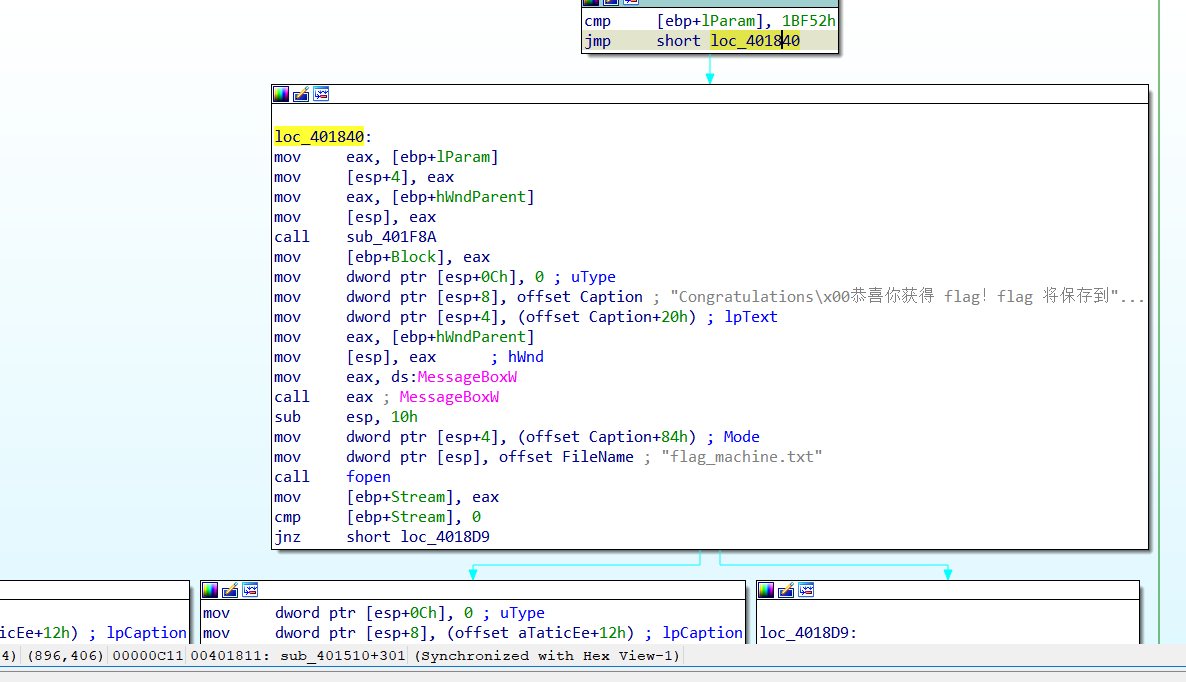 cmp [ebp+lParam], 1BF52h
jmp short loc_401840
loc_401840:
mov eax, [ebp+lParam]
mov [esp+4], eax
mov eax, [ebp+hWndParent]
mov [esp], eax
call sub_401F8A
mov [ebp+Block], eax
mov dword ptr [esp+0Ch], 0 ; uType
mov dword ptr [esp+8], offset Caption ; "Congratulations\x00恭喜你获得 flag! flag 将保存到"...
mov dword ptr [esp+4], (offset Caption+20h) ; lpText
mov eax, [ebp+hWndParent]
mov [esp], eax ; hWnd
mov eax, ds:MessageBoxW
call eax ; MessageBoxW
sub esp, 10h
mov dword ptr [esp+4], (offset Caption+84h) ; Mode
mov dword ptr [esp], offset FileName ; "flag_machine.txt"
call fopen
mov [ebp+Stream], eax
cmp [ebp+Stream], 0
jnz short loc_4018D9
mov dword ptr [esp+0Ch], 0 ; uType
icEe+12h) ; lpCaption
mov dword ptr [esp+8], (offset aTaticEe+12h) ; lpCaption
loc_4018D9:
4) (896,406) 00000C11 00401811: sub_401510+301 (Synchronized with Hex View-1)